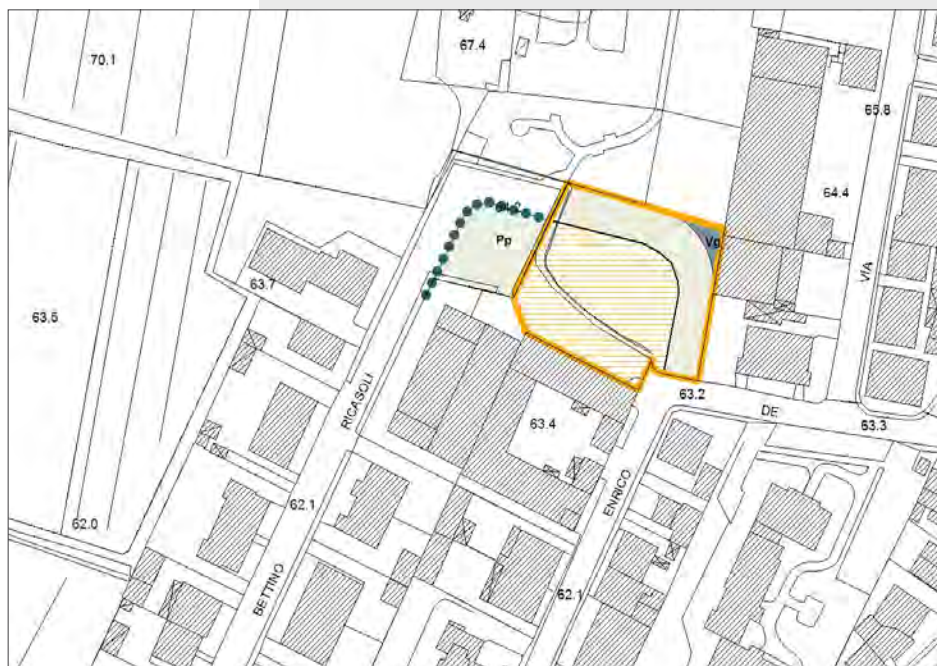 67.4
70.1
65.8
64.4
Pp
Vp
63.7
VIA
63.5
RICASOLI
63.2
DE'
63.3
63.4
ENRICO
62.1
62.0
62.1
BETTINO